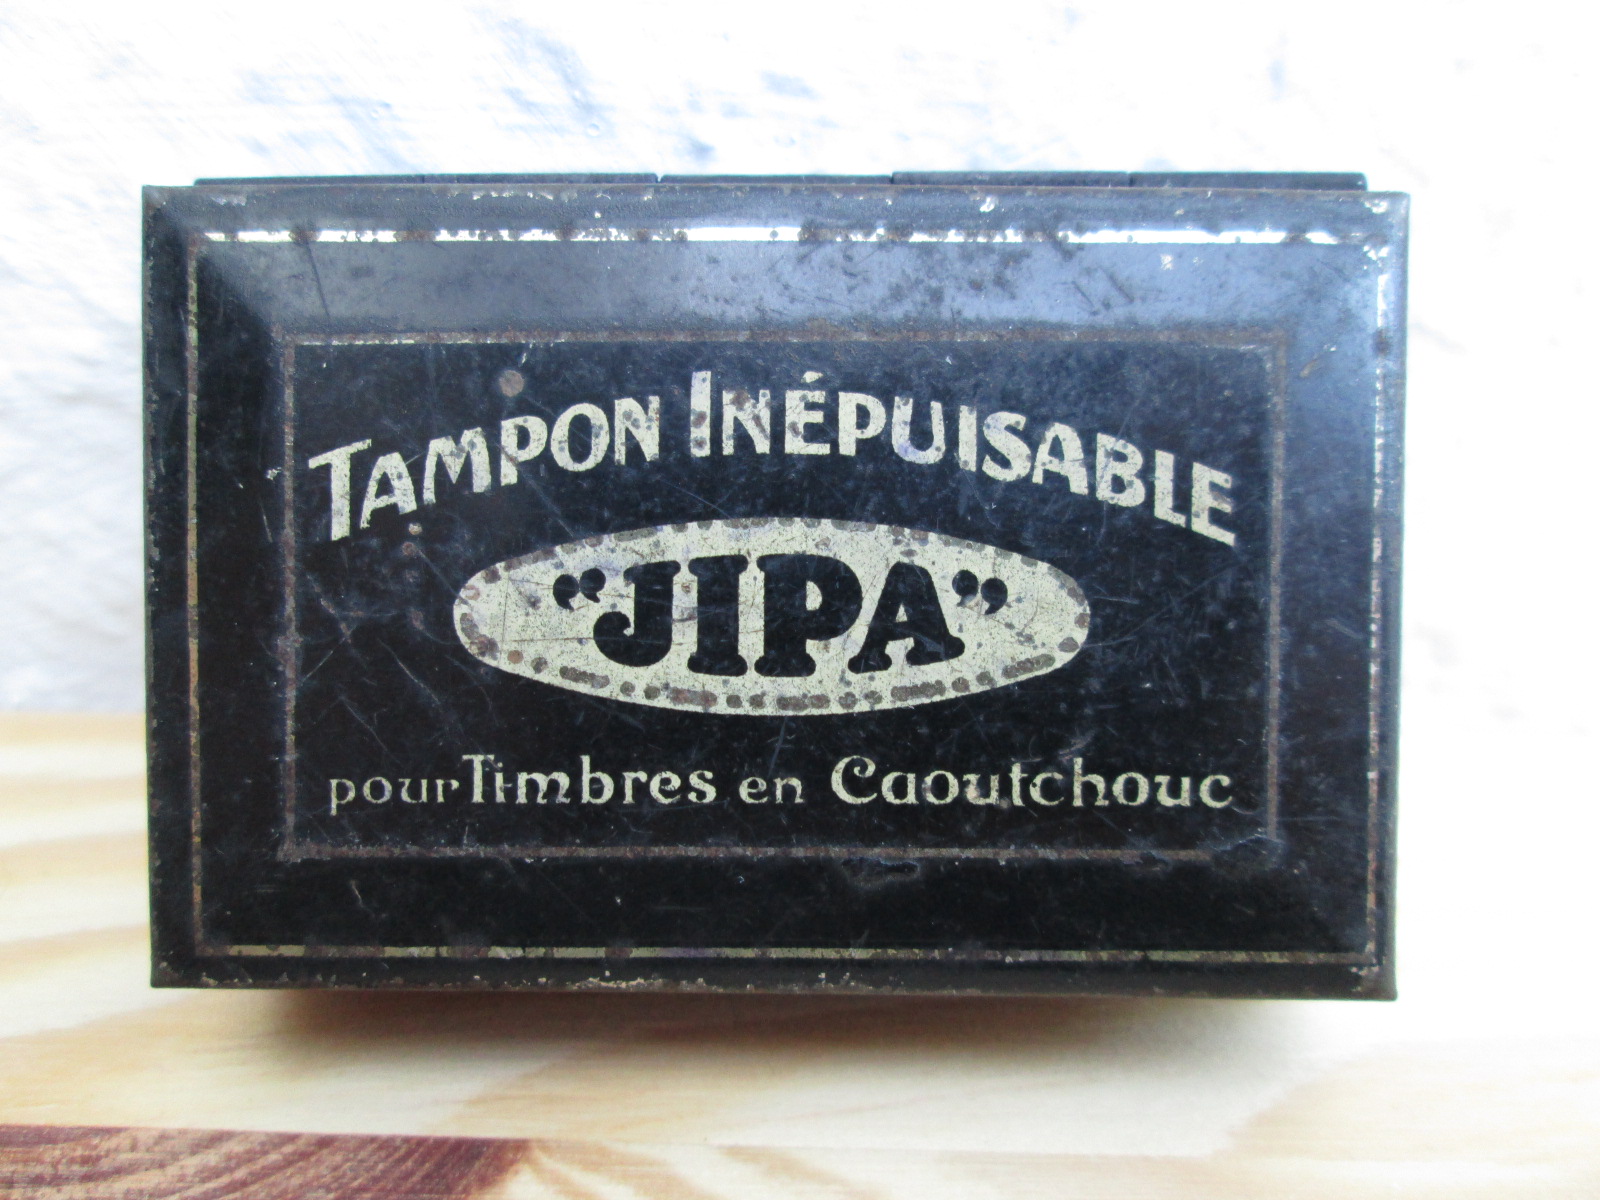 TAMPON INÉPUISABLE
“JIPA”
pour Timbres en Caoutchouc